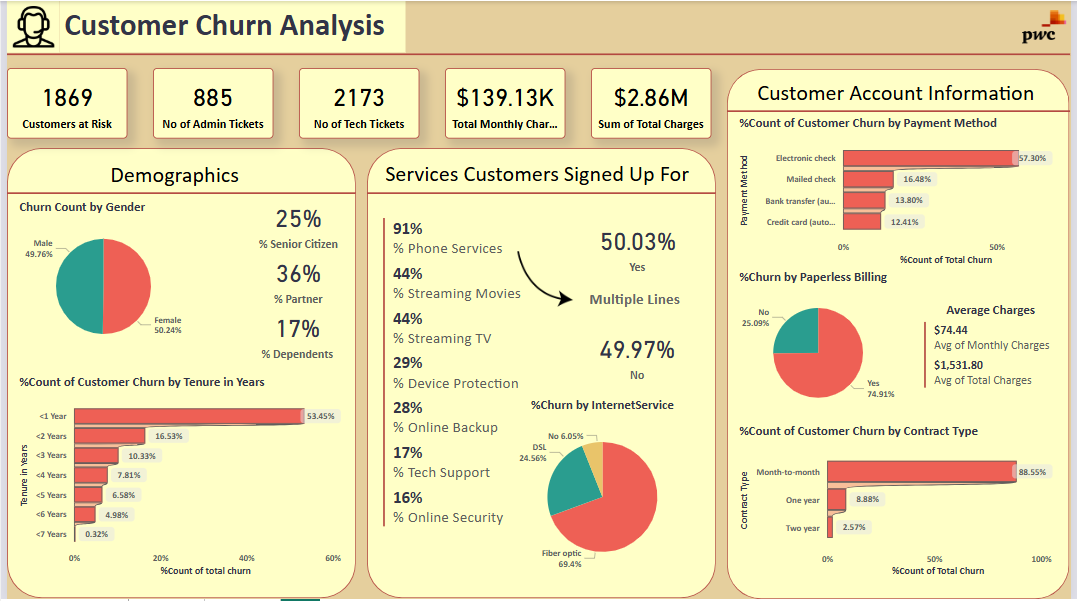 Customer Churn Analysis
pwc
1869
Customers at Risk
885
No of Admin Tickets
2173
No of Tech Tickets
$139.13K
Total Monthly Char...
$2.86M
Sum of Total Charges
Demographics
Churn Count by Gender
Male
49.76%
Female
50.24%
25%
% Senior Citizen
36%
% Partner
17%
% Dependents
%Count of Customer Churn by Tenure in Years
Tenure in Years
<1 Year
53.45%
<2 Years
16.53%
<3 Years
10.33%
<4 Years
7.81%
<5 Years
6.58%
<6 Years
4.98%
<7 Years
0.32%
0%
20%
40%
60%
%Count of total churn
Services Customers Signed Up For
91%
% Phone Services
44%
% Streaming Movies
44%
% Streaming TV
29%
% Device Protection
28%
% Online Backup
17%
% Tech Support
16%
% Online Security
50.03%
Yes
Multiple Lines
49.97%
No
%Churn by InternetService
No 6.05%
DSL
24.56%
Fiber optic
69.4%
Customer Account Information
%Count of Customer Churn by Payment Method
Payment Method
Electronic check
57.30%
Mailed check
16.48%
Bank transfer (au...
13.80%
Credit card (auto...
12.41%
0%
50%
%Count of Total Churn
%Churn by Paperless Billing
No
25.09%
Yes
74.91%
Average Charges
$74.44
Avg of Monthly Charges
$1,531.80
Avg of Total Charges
%Count of Customer Churn by Contract Type
Contract Type
Month-to-month
88.55%
One year
8.88%
Two year
2.57%
0%
50%
100%
%Count of Total Churn